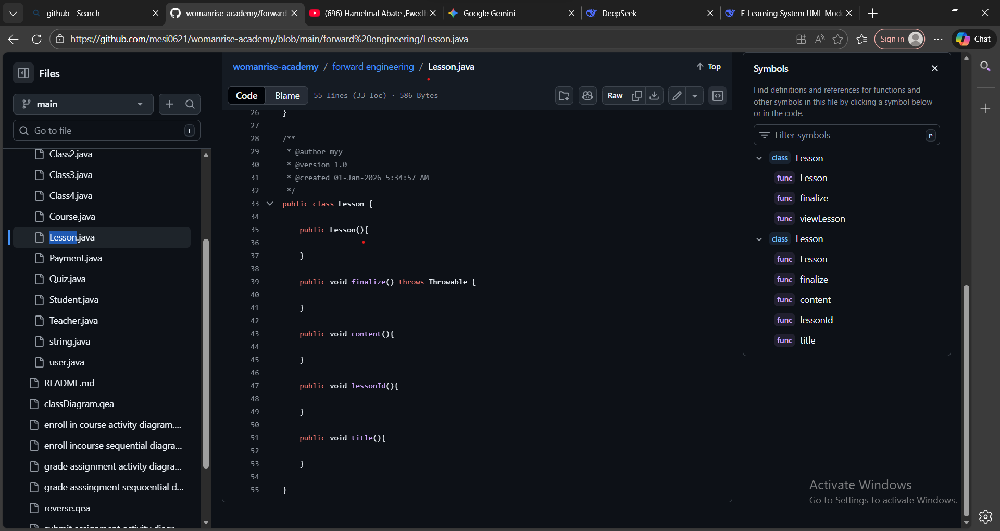 github - Search
womanrise-academy/forward
(696) Hamelmal Abate ,Ewedh
Google Gemini
DeepSeek
E-Learning System UML Mode
https://github.com/mesi0621/womanrise-academy/blob/main/forward%20engineering/Lesson.java
Sign in
Chat
Files
main
Go to file
t
Class2.java
Class3.java
Class4.java
Course.java
Lesson.java
Payment.java
Quiz.java
Student.java
Teacher.java
string.java
user.java
README.md
classDiagram.qea
enroll in course activity diagram....
enroll incourse sequential diagra...
grade assignment activity diagra...
grade asssingment sequoential d...
reverse.qea
womanrise-academy / forward engineering / Lesson.java
Top
Code
Blame
55 lines (33 loc) · 586 Bytes
Raw
26 }
27
28 /**
29 * @author myy
30 * @version 1.0
31 * @created 01-Jan-2026 5:34:57 AM
32 */
33 public class Lesson {
34
35 public Lesson(){
36
37 }
38
39 public void finalize() throws Throwable {
40
41 }
42
43 public void content(){
44
45 }
46
47 public void lessonId(){
48
49 }
50
51 public void title(){
52
53 }
54
55 }
Symbols
Find definitions and references for functions and
other symbols in this file by clicking a symbol below
or in the code.
Filter symbols
r
class Lesson
func Lesson
func finalize
func viewLesson
class Lesson
func Lesson
func finalize
func content
func lessonId
func title
Activate Windows
Go to Settings to activate Windows.